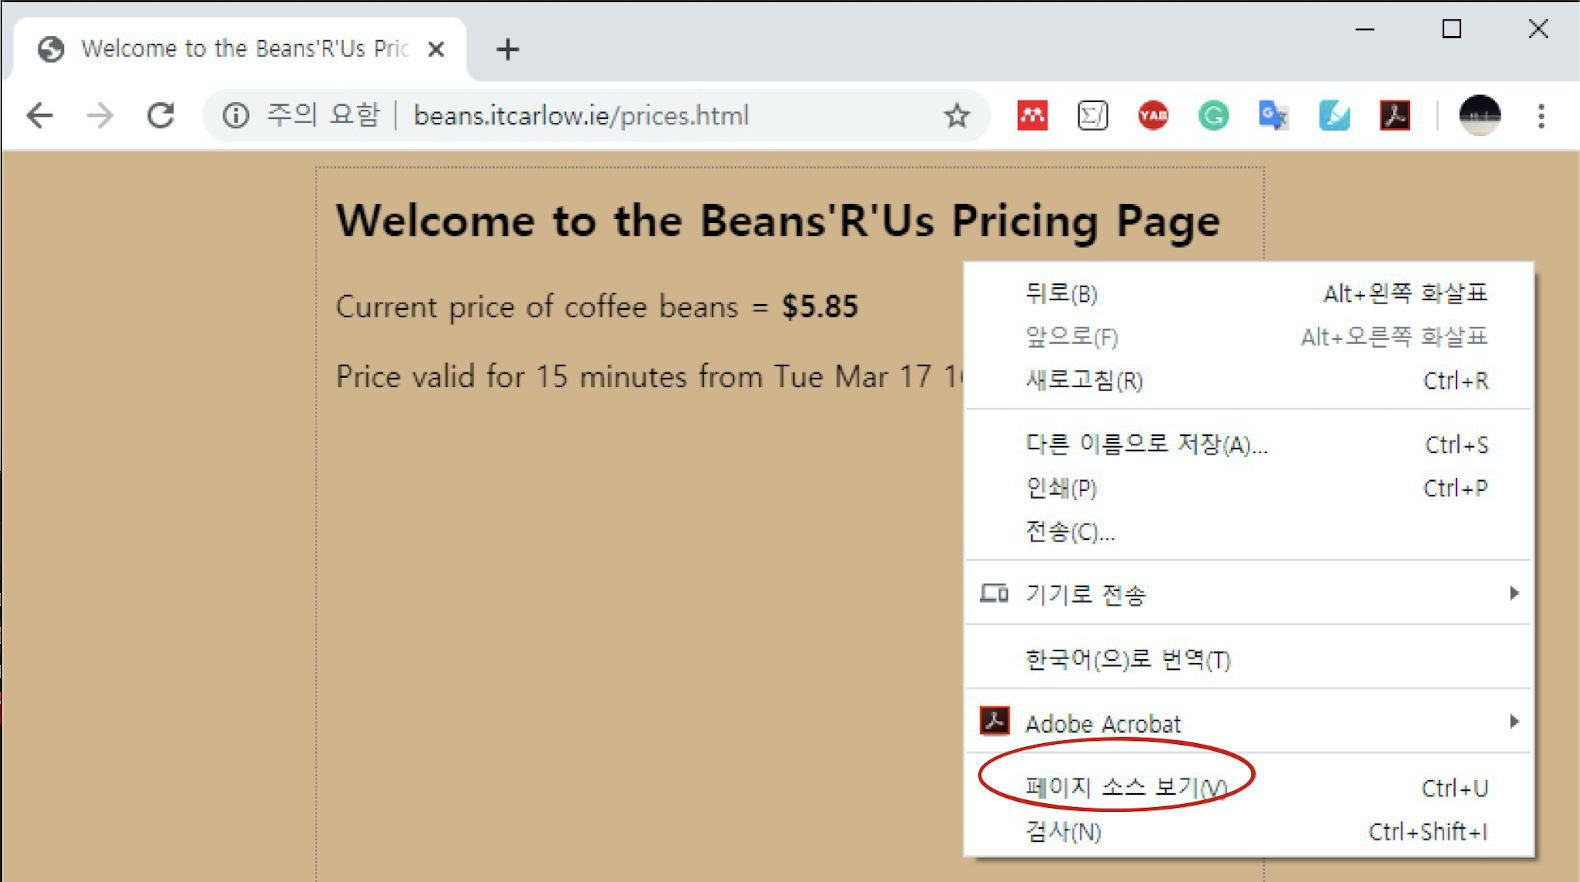 Welcome to the Beans'R'Us Pric
주의 요함 | beans.itcarlow.ie/prices.html
YAB
G
Welcome to the Beans'R'Us Pricing Page
Current price of coffee beans = $5.85
Price valid for 15 minutes from Tue Mar 17
뒤로(B) Alt+왼쪽 화살표
앞으로(F) Alt+오른쪽 화살표
새로고침(R) Ctrl+R
다른 이름으로 저장(A)... Ctrl+S
인쇄(P) Ctrl+P
전송(C)...
기기로 전송
한국어(으)로 번역(T)
Adobe Acrobat
페이지 소스 보기(V) Ctrl+U
검사(N) Ctrl+Shift+I